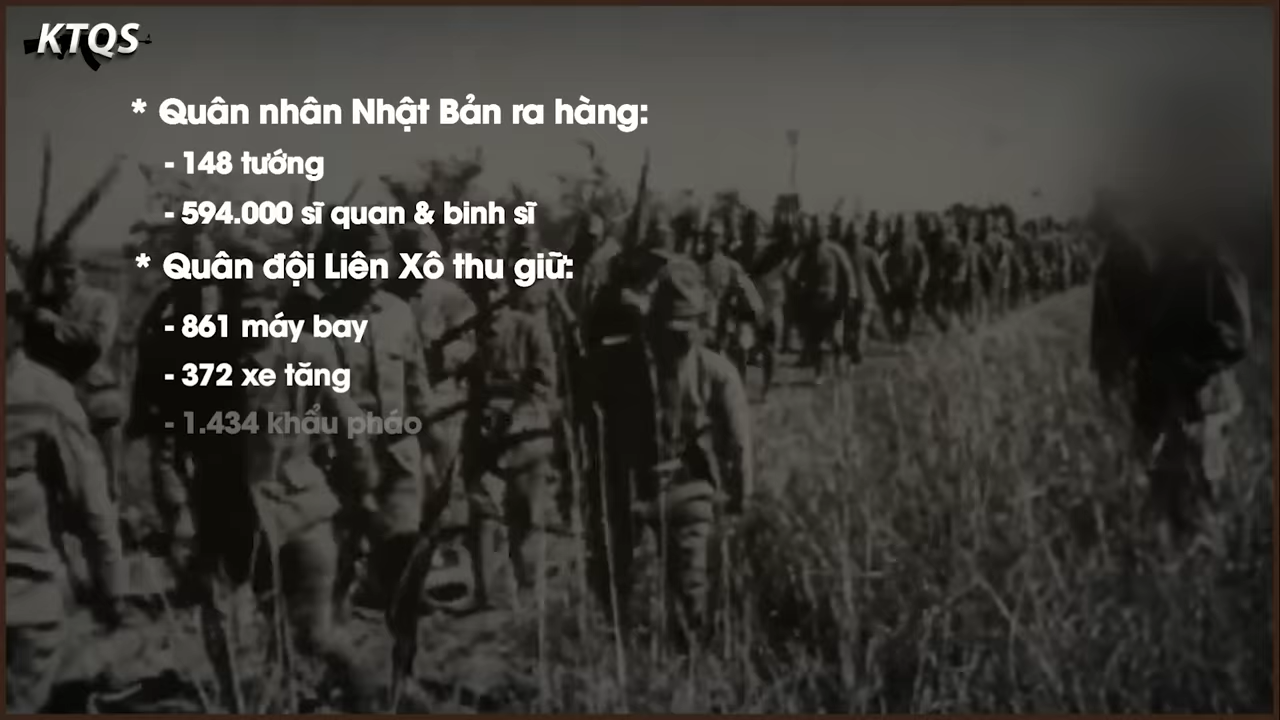 KTQS
* Quân nhân Nhật Bản ra hàng:
- 148 tướng
- 594.000 sĩ quan & binh sĩ
* Quân đội Liên Xô thu giữ:
- 861 máy bay
- 372 xe tăng
- 1.434 khẩu pháo